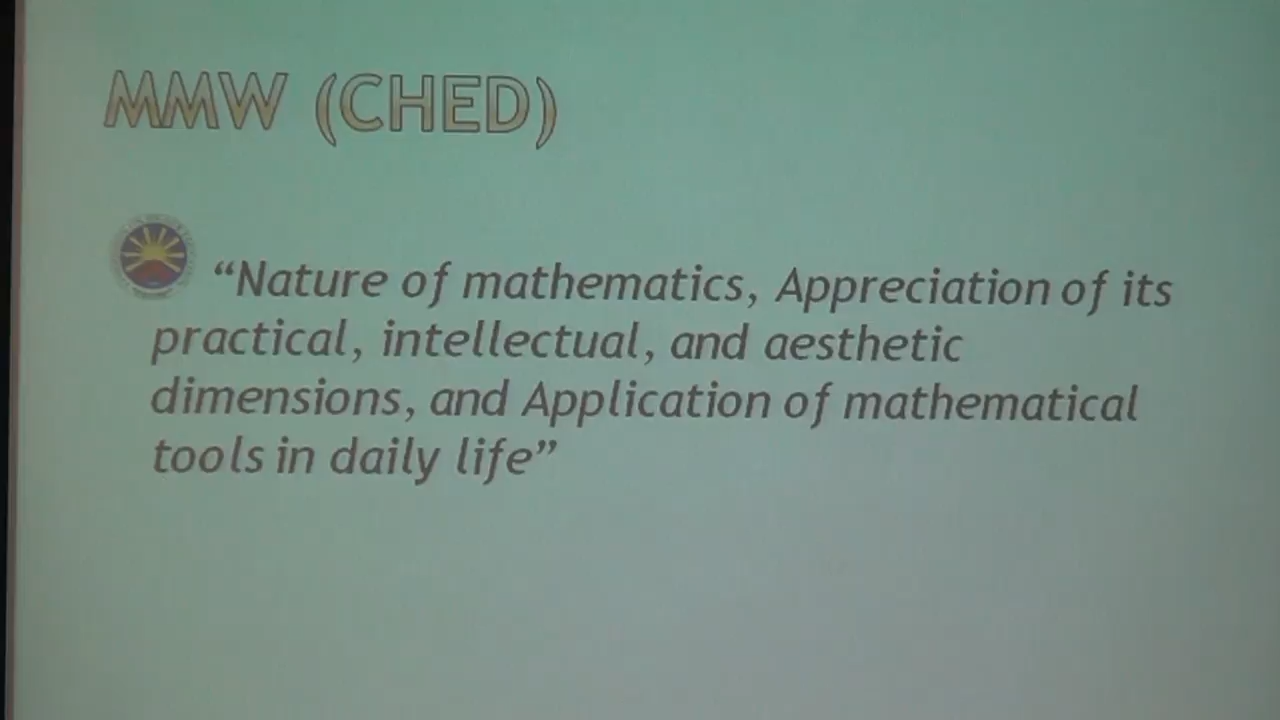 MMW (CHED)
“Nature of mathematics, Appreciation of its
practical, intellectual, and aesthetic
dimensions, and Application of mathematical
tools in daily life”